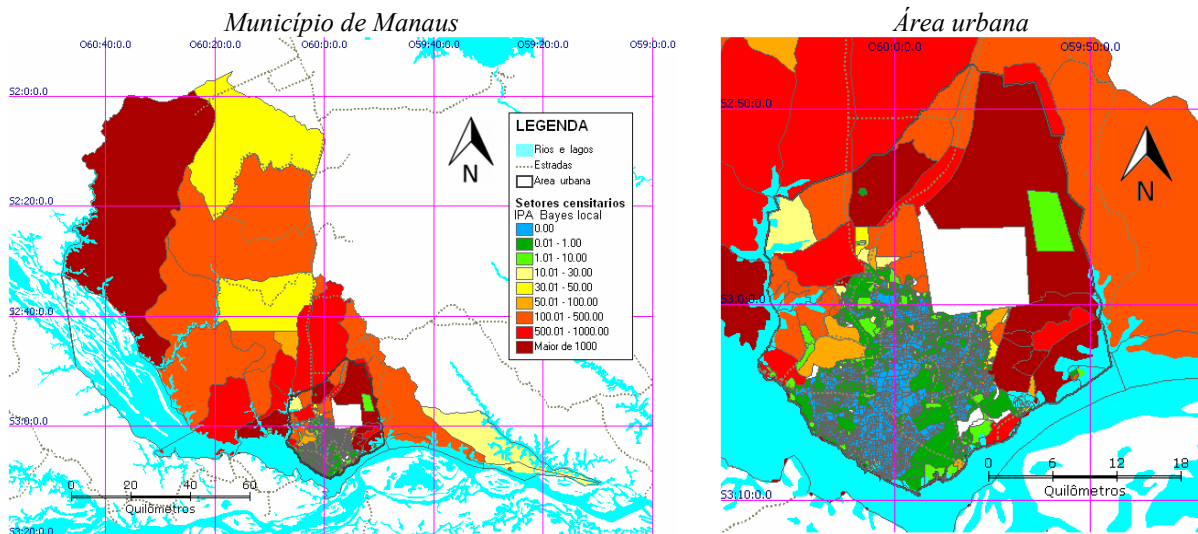 Município de Manaus
O60:40:0.0 O60:20:0.0 O60:0:0.0 O59:40:0.0 O59:20:0.0 O59:0:0.0
S2:0:0.0
S2:20:0.0
S2:40:0.0
S3:0:0.0
S3:20:0.0
N
LEGENDA
Rios e lagos
Estradas
Area urbana
Setores censitarios
IPA Bayes local
0.00
0.01 - 1.00
1.01 - 10.00
10.01 - 30.00
30.01 - 50.00
50.01 - 100.00
100.01 - 500.00
500.01 - 1000.00
Maior de 1000
0 20 40 60
Quilômetros
Área urbana
O60:0:0.0 O59:50:0.0
S2:50:0.0
S3:0:0.0
S3:10:0.0
N
0 6 12 18
Quilômetros